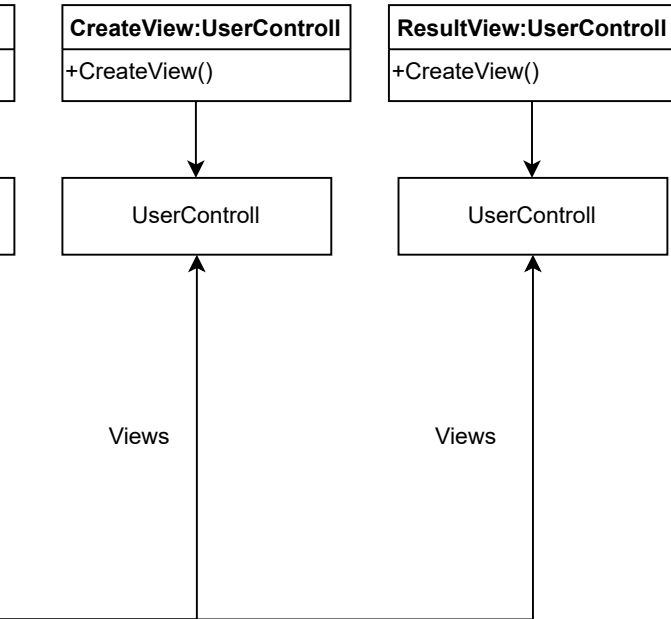 CreateView:UserControll
+CreateView()
ResultView:UserControll
+CreateView()
UserControll
UserControll
Views
Views